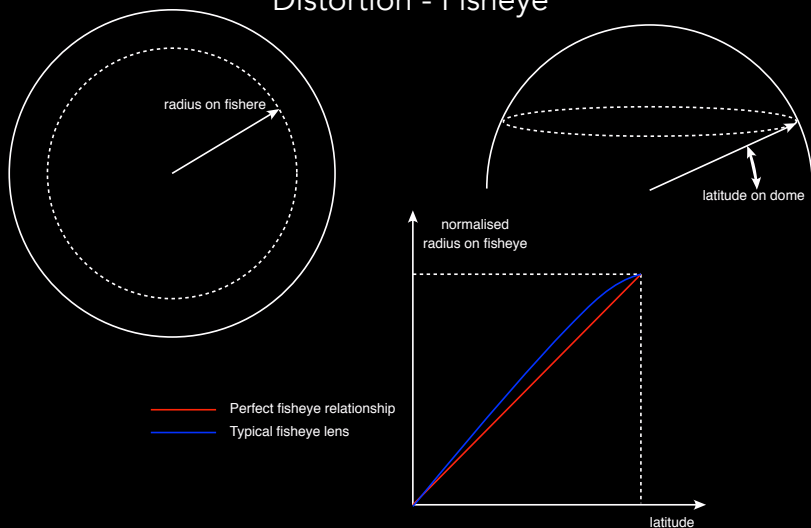 Distortion - Fisheye
radius on fishere
latitude on dome
normalised
radius on fisheye
Perfect fisheye relationship
Typical fisheye lens
latitude